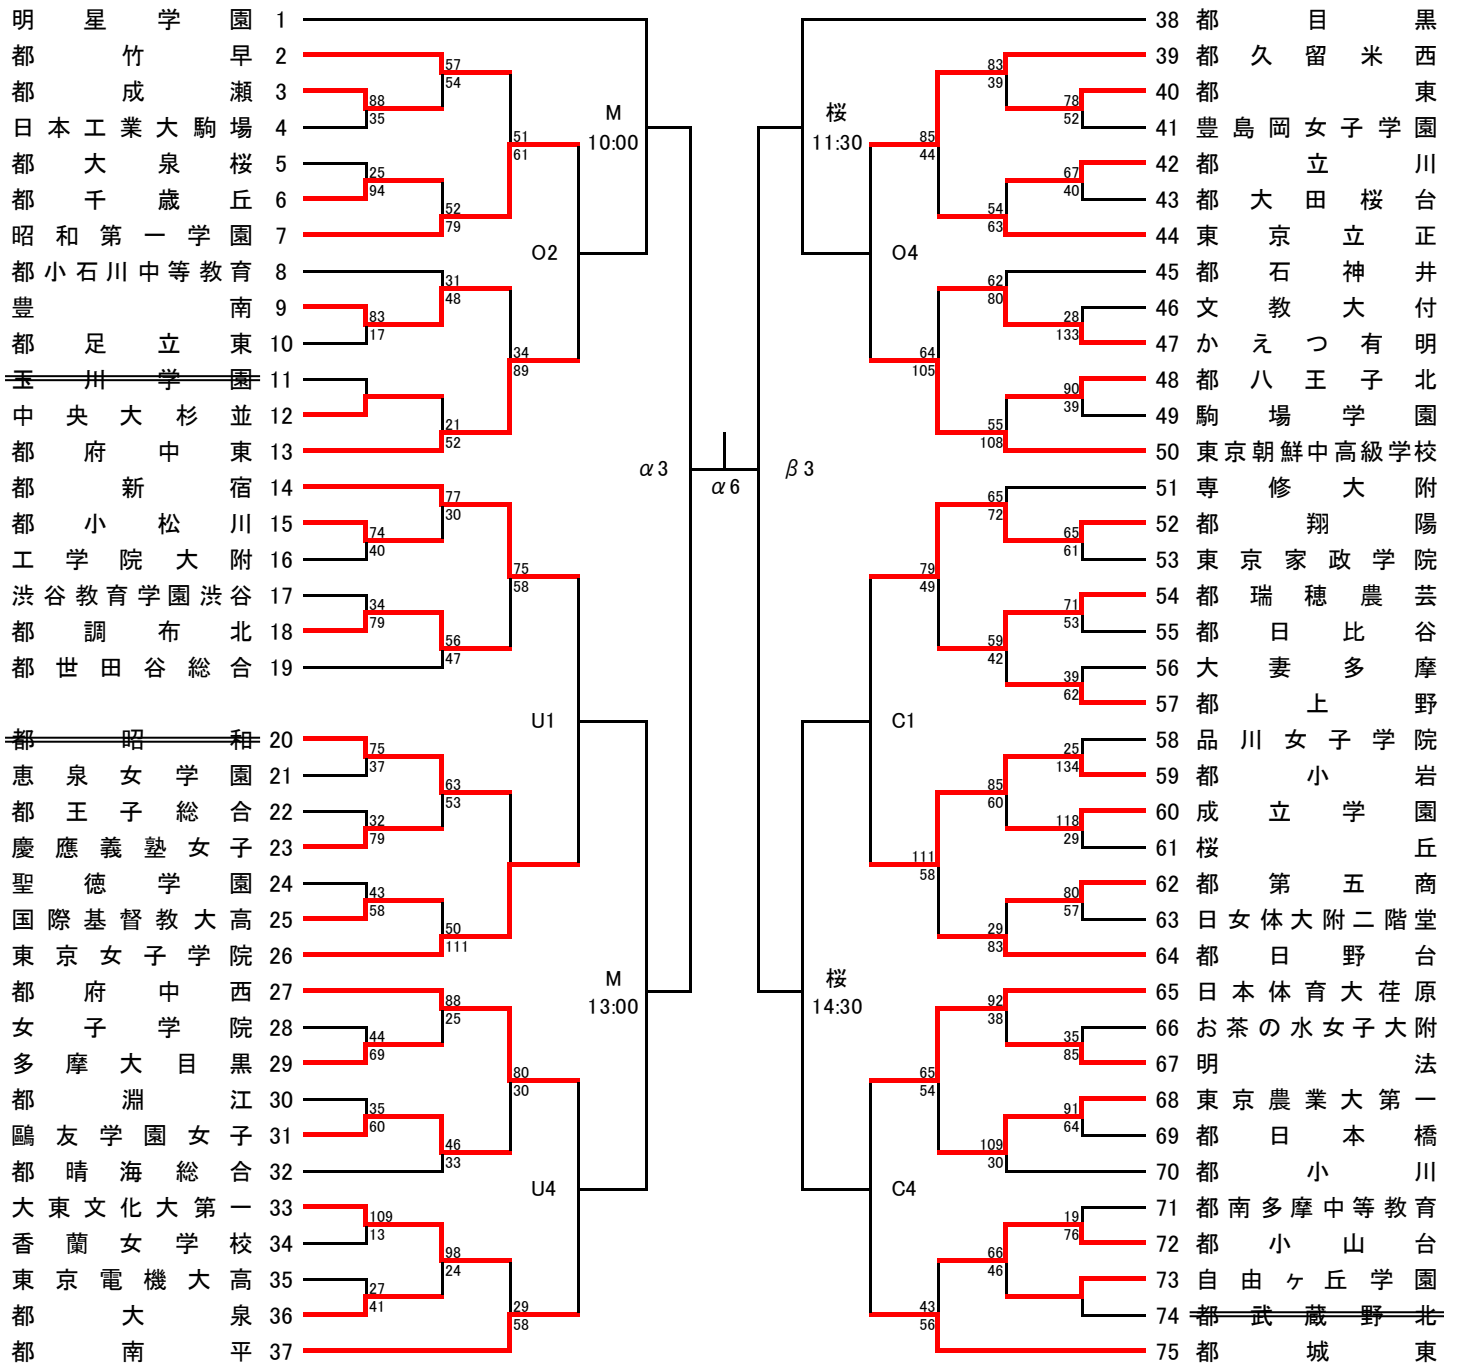 明星学園 1
都竹早 2
都成瀬 3
日本工業大駒場 4
都大泉桜 5
都千歳丘 6
昭和第一学園 7
都小石川中等教育 8
豊南 9
都足立東 10
玉川学園 11
中央大杉並 12
都府中東 13
都新宿 14
都小松川 15
工学院大附 16
渋谷教育学園渋谷 17
都調布北 18
都世田谷総合 19
都昭和 20
恵泉女学園 21
都王子総合 22
慶應義塾女子 23
聖徳学園 24
国際基督教大高 25
東京女子学院 26
都府中西 27
女子学院 28
多摩大目黒 29
都淵江 30
鷗友学園女子 31
都晴海総合 32
大東文化大第一 33
香蘭女学校 34
東京電機大高 35
都大泉 36
都南平 37
88
35
25
94
83
17
74
40
34
79
75
37
32
79
43
58
44
69
35
60
109
13
27
41
57
54
52
79
31
48
21
52
77
30
56
47
63
53
50
111
88
25
46
33
98
24
51
61
34
89
75
58
80
30
29
58
O2
U1
U4
M
10:00
M
13:00
α3
α6
β3
桜
11:30
桜
14:30
O4
C1
C4
85
44
64
105
79
49
111
58
65
54
43
56
83
39
54
63
62
80
55
108
65
72
59
42
85
60
29
83
92
38
109
30
66
46
78
52
67
40
28
133
90
39
65
61
71
53
39
62
25
134
118
29
80
57
35
85
91
64
19
76
38 都目黒
39 都久留米西
40 都東
41 豊島岡女子学園
42 都立川
43 都大田桜台
44 東京立正
45 都石神井
46 文教大付
47 かえつ有明
48 都八王子北
49 駒場学園
50 東京朝鮮中高級学校
51 専修大附
52 都翔陽
53 東京家政学院
54 都瑞穂農芸
55 都日比谷
56 大妻多摩
57 都上野
58 品川女子学院
59 都小岩
60 成立学園
61 桜丘
62 都第五商
63 日女体大附二階堂
64 都日野台
65 日本体育大荏原
66 お茶の水女子大附
67 明法
68 東京農業大第一
69 都日本橋
70 都小川
71 都南多摩中等教育
72 都小山台
73 自由ヶ丘学園
74 都武蔵野北
75 都城東